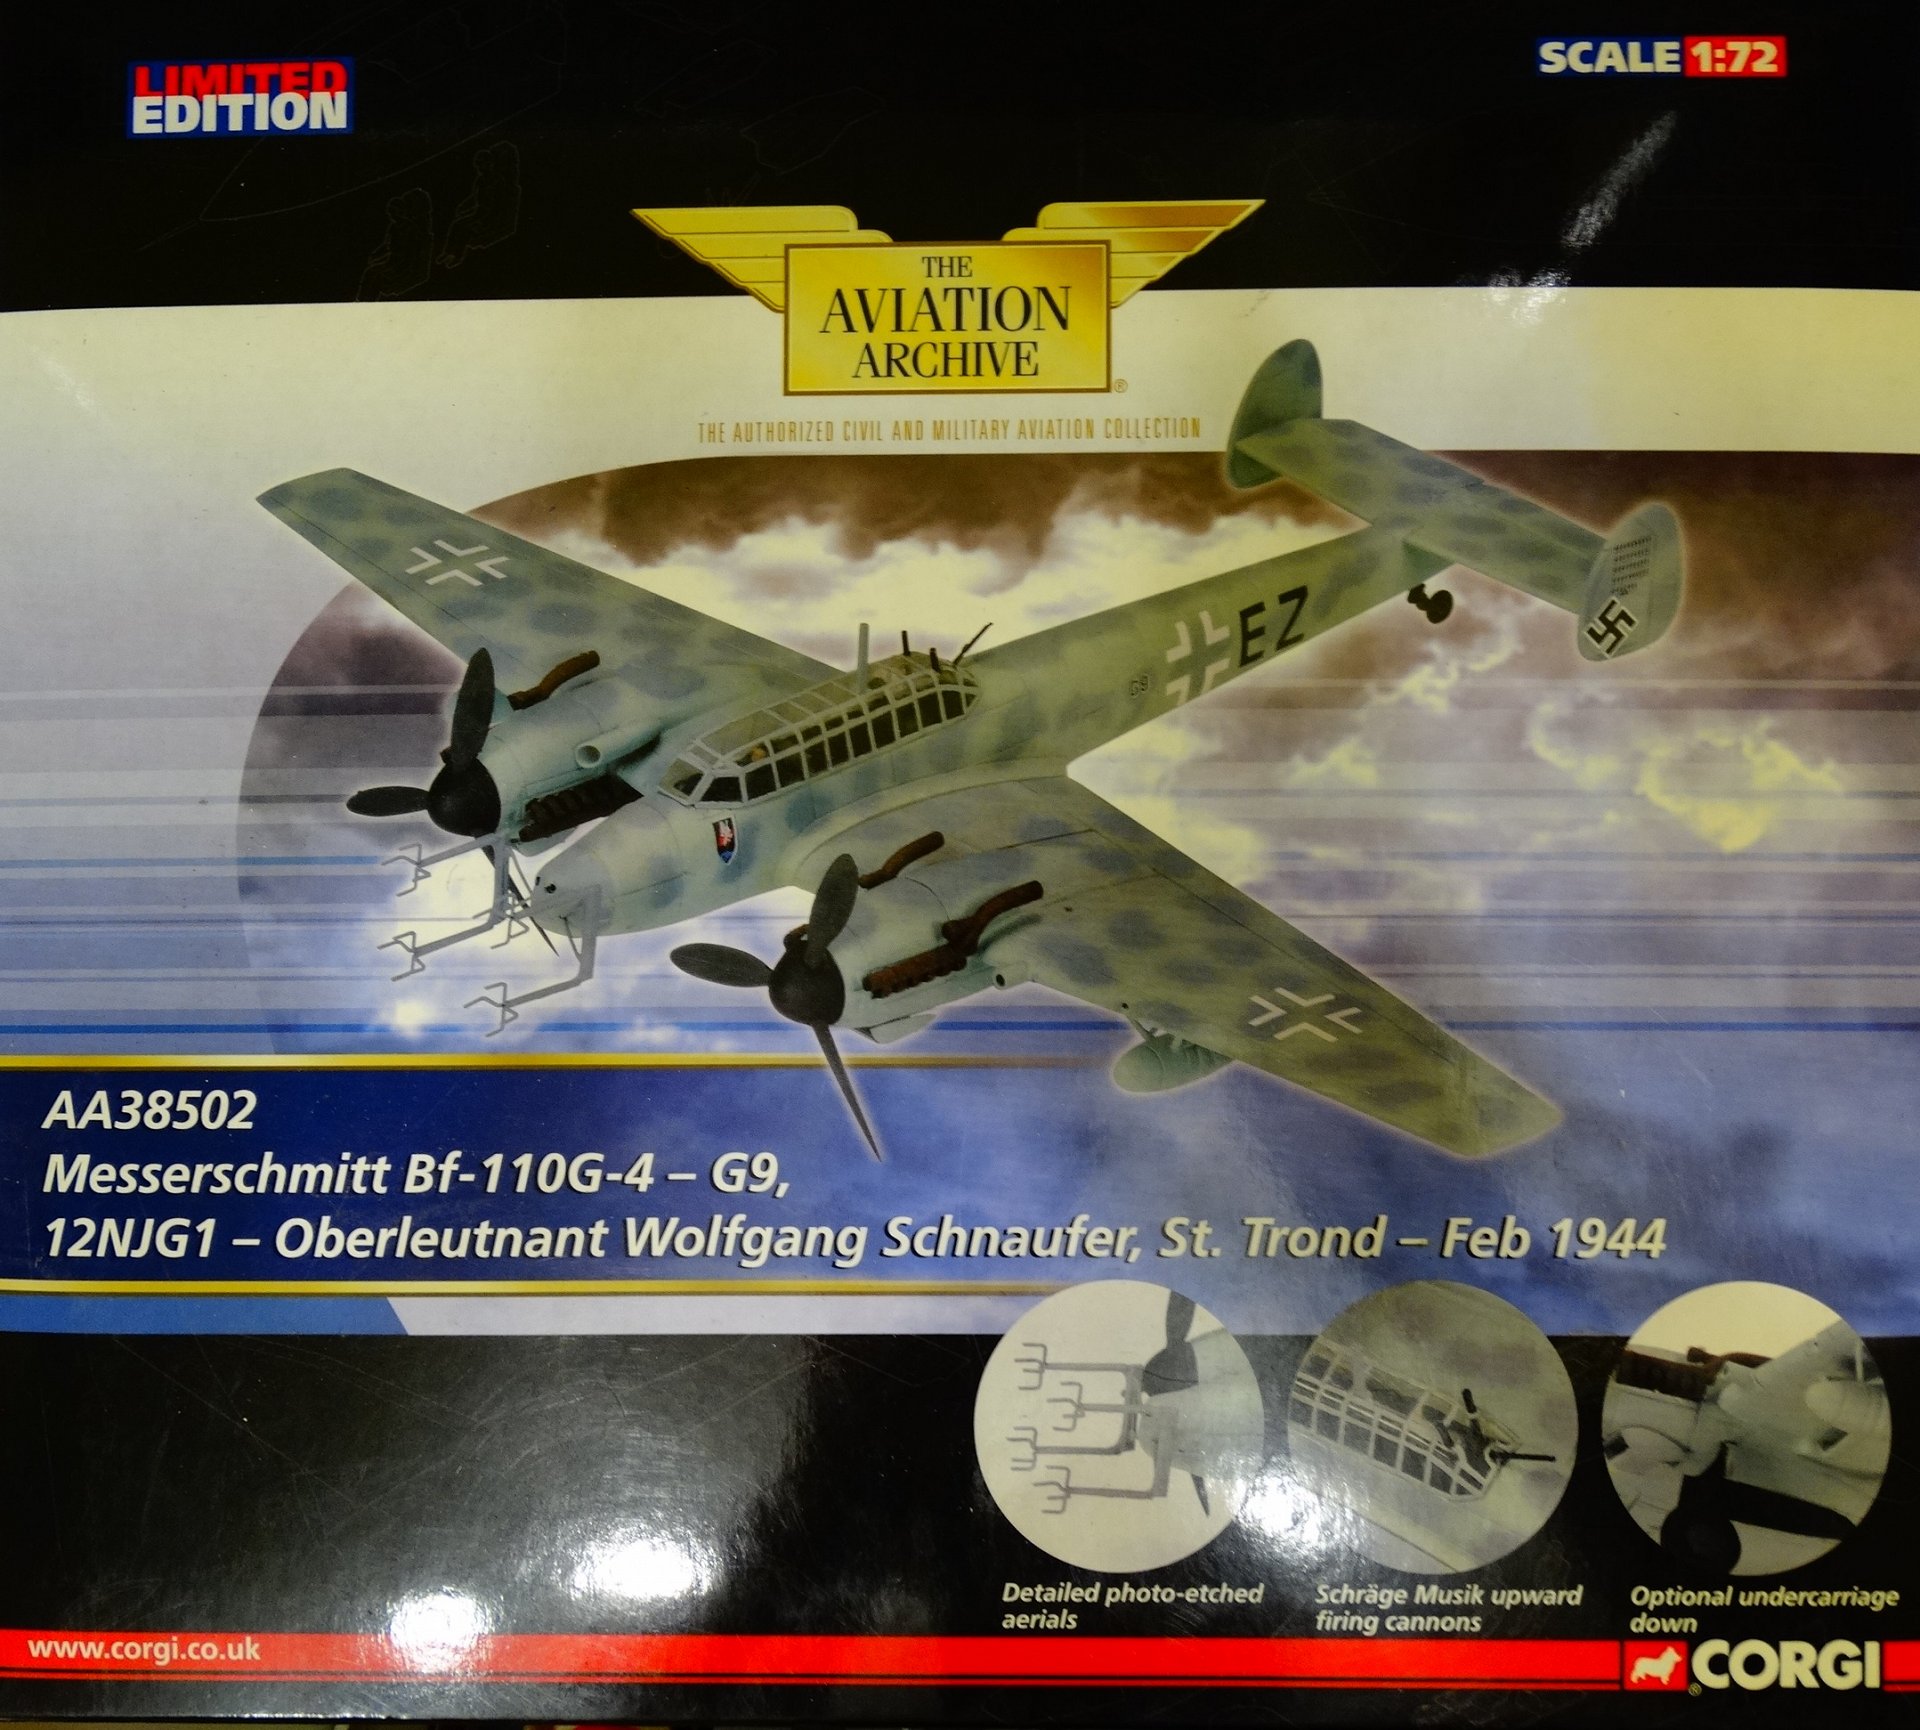 LIMITED
EDITION
SCALE 1:72
THE
AVIATION
ARCHIVE
®
THE AUTHORIZED CIVIL AND MILITARY AVIATION COLLECTION
EZ
G9
AA38502
Messerschmitt Bf-110G-4 – G9,
12NJG1 – Oberleutnant Wolfgang Schnaufer, St. Trond – Feb 1944
Detailed photo-etched
aerials
Schräge Musik upward
firing cannons
Optional undercarriage
down
www.corgi.co.uk
® CORGI